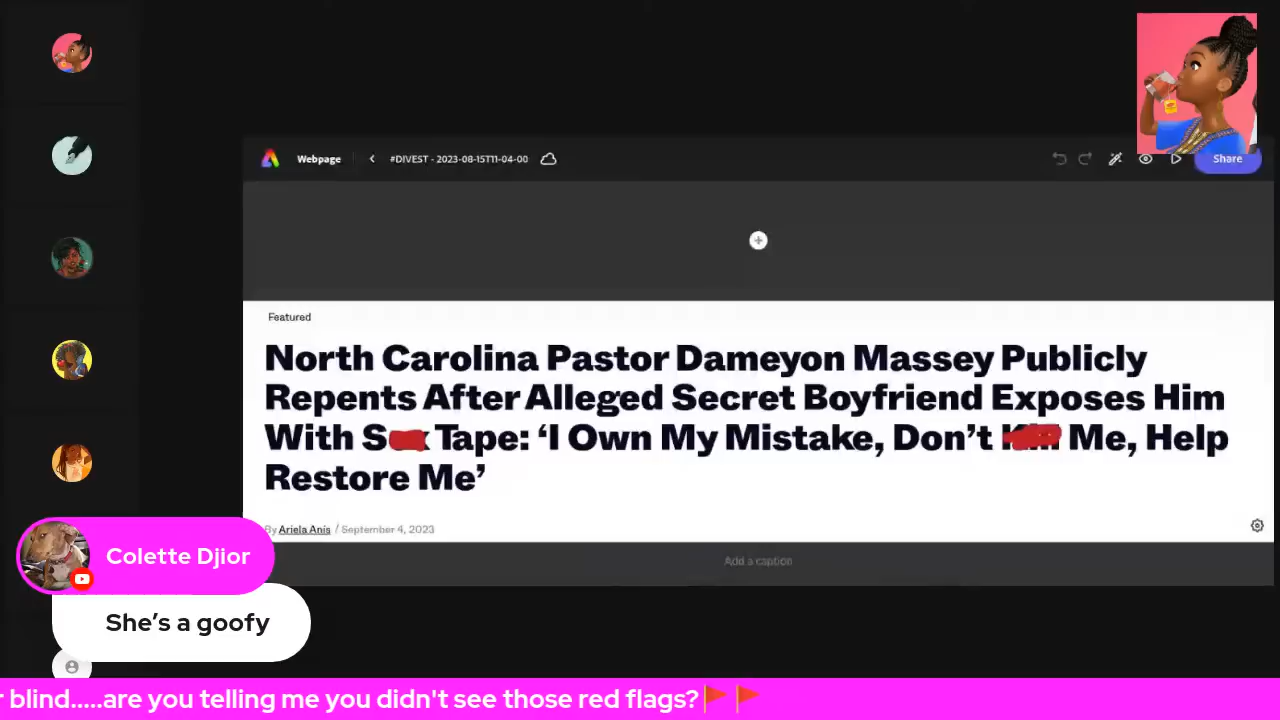 Webpage
#DIVEST - 2023-08-15T11-04-00
Share
Featured
North Carolina Pastor Dameyon Massey Publicly
Repents After Alleged Secret Boyfriend Exposes Him
With S Tape: ‘I Own My Mistake, Don’t Me, Help
Restore Me’
By Ariela Anís / September 4, 2023
Add a caption
Colette Djior
She’s a goofy
blind.....are you telling me you didn't see those red flags?🚩🚩